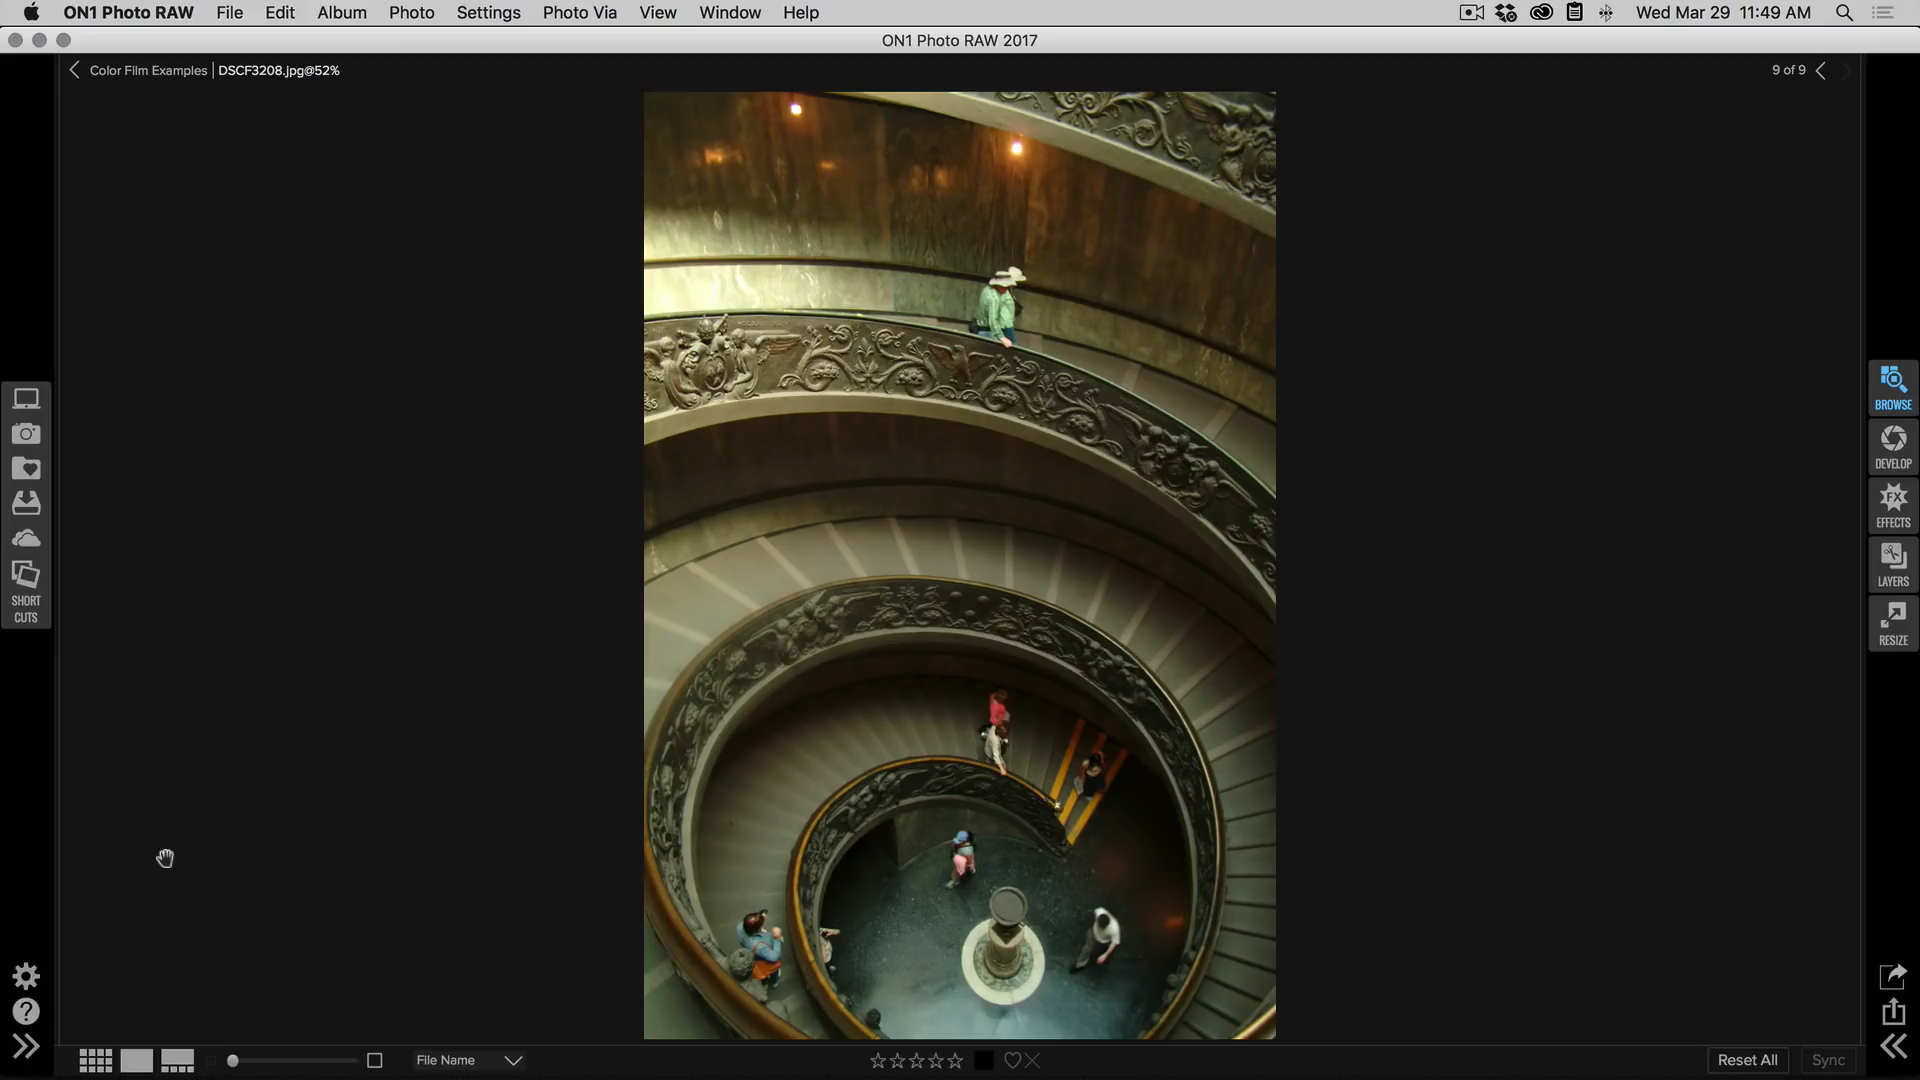 ON1 Photo RAW File Edit Album Photo Settings Photo Via View Window Help Wed Mar 29 11:49 AM
ON1 Photo RAW 2017
Color Film Examples DSCF3208.jpg@52% 9 of 9
SHORT
CUTS
BROWSE
DEVELOP
FX
EFFECTS
LAYERS
RESIZE
File Name Reset All Sync